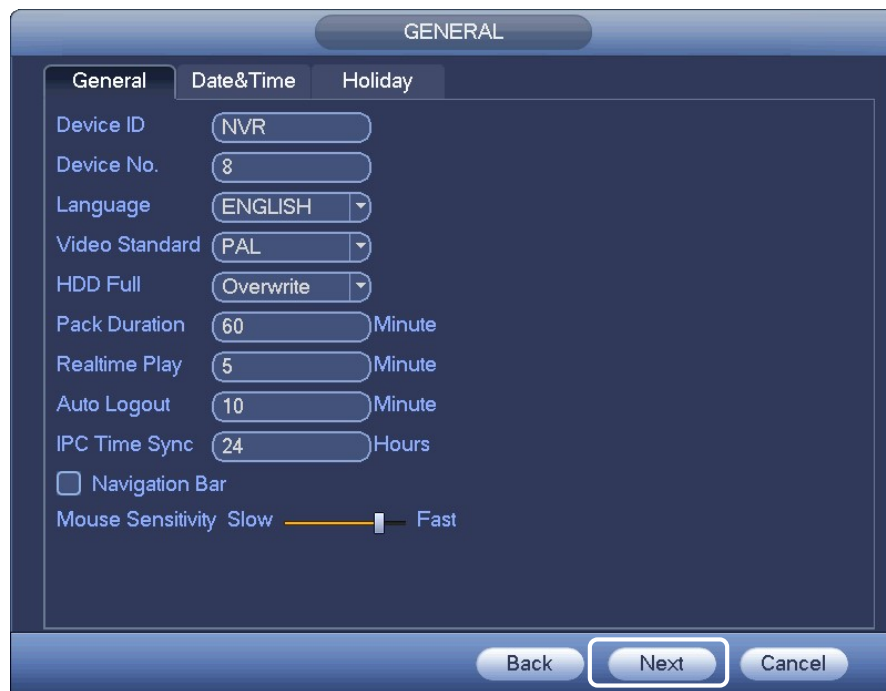 GENERAL
General Date&Time Holiday
Device ID NVR
Device No. 8
Language ENGLISH
Video Standard PAL
HDD Full Overwrite
Pack Duration 60 Minute
Realtime Play 5 Minute
Auto Logout 10 Minute
IPC Time Sync 24 Hours
Navigation Bar
Mouse Sensitivity Slow Fast
Back Next Cancel